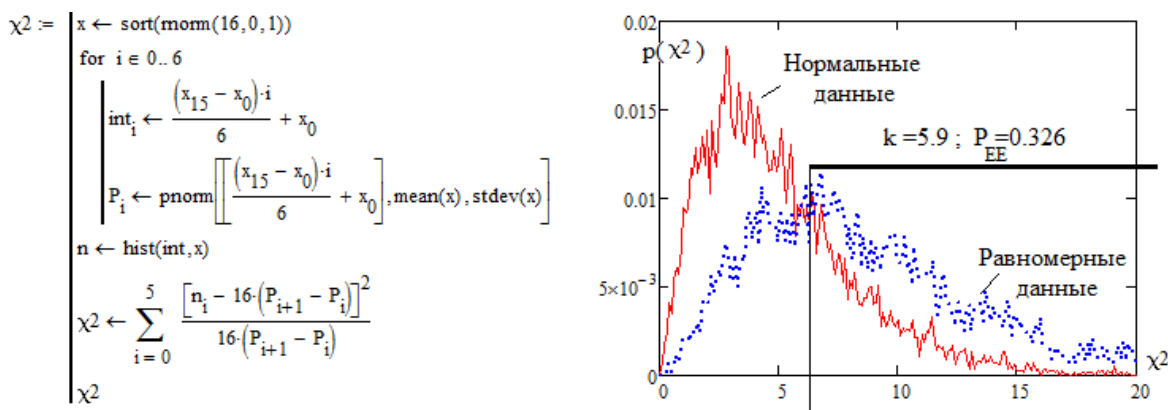 χ2 := x ← sort(rnorm(16,0,1))
for i ∈ 0..6
int_i ← (x_15 − x_0)·i / 6 + x_0
P_i ← pnorm[[(x_15 − x_0)·i / 6 + x_0], mean(x), stdev(x)]
n ← hist(int,x)
χ2 ← ∑_{i = 0}^{5} [n_i − 16·(P_{i+1} − P_i)]^2 / 16·(P_{i+1} − P_i)
χ2
0.02
p(χ2)
Нормальные
данные
0.015
k =5.9 ; P_EE=0.326
0.01
Равномерные
данные
5×10^−3
0
0 5 10 15 20
χ2